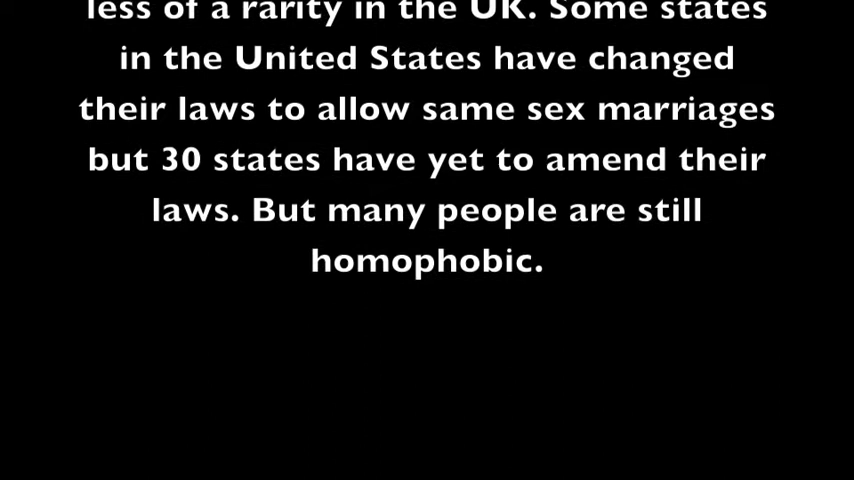 less of a rarity in the UK. Some states
in the United States have changed
their laws to allow same sex marriages
but 30 states have yet to amend their
laws. But many people are still
homophobic.